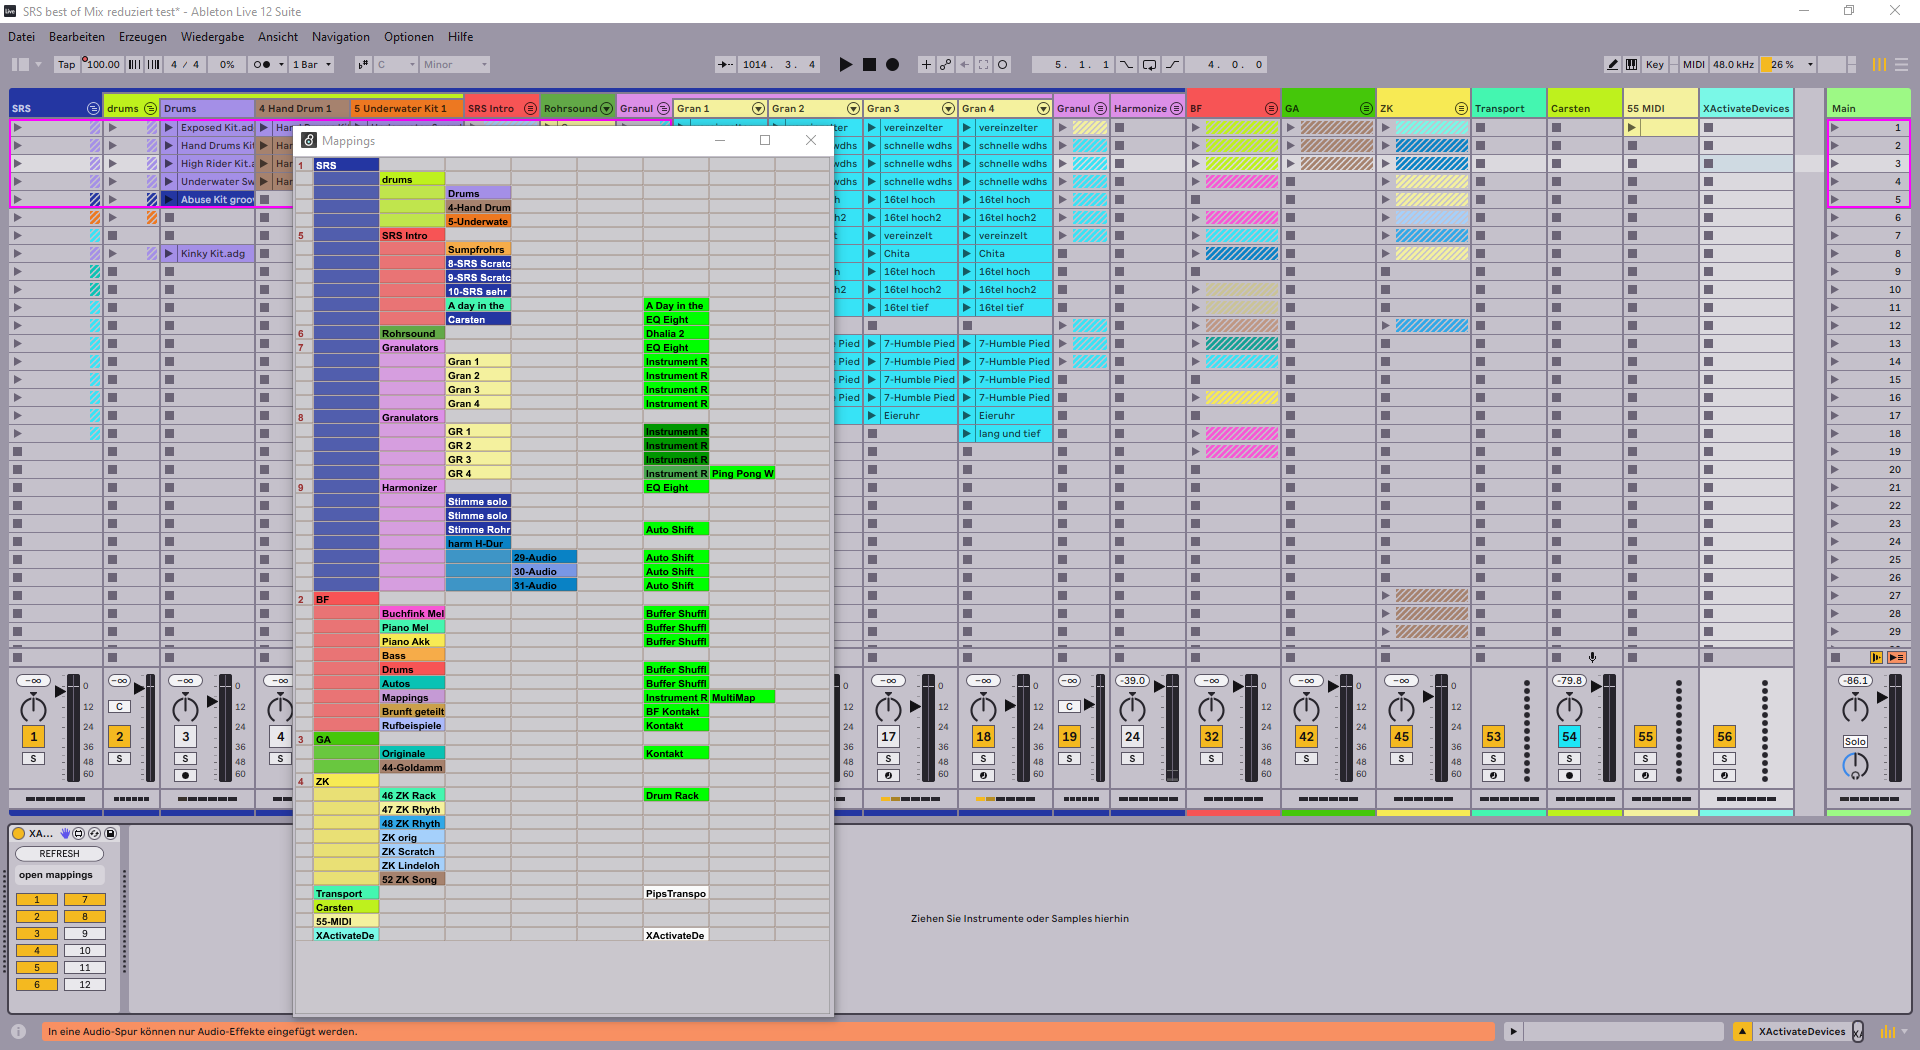 SRS best of Mix reduziert test* - Ableton Live 12 Suite
Datei Bearbeiten Erzeugen Wiedergabe Ansicht Navigation Optionen Hilfe
Tap 100.00 4 / 4 0% 1 Bar C Minor 1014 . 3 . 4 5 . 1 . 1 4 . 0 . 0 Key MIDI 48.0 kHz 26 %
SRS drums Drums 4 Hand Drum 1 5 Underwater Kit 1 SRS Intro Rohrsound Granul Gran 1 Gran 2 Gran 3 Gran 4 Granul Harmonize BF GA ZK Transport Carsten 55 MIDI XActivateDevices Main
Exposed Kit.ad vereinzelter vereinzelter 1
Hand Drums Kit schnelle wdhs schnelle wdhs 2
High Rider Kit.a schnelle wdhs schnelle wdhs 3
Underwater Sw schnelle wdhs schnelle wdhs 4
Abuse Kit groo 16tel hoch 16tel hoch 5
16tel hoch2 16tel hoch2 6
vereinzelt vereinzelt 7
Kinky Kit.adg Chita Chita 8
16tel hoch 16tel hoch 9
16tel hoch2 16tel hoch2 10
16tel tief 16tel tief 11
12
7-Humble Pied 7-Humble Pied 13
7-Humble Pied 7-Humble Pied 14
7-Humble Pied 7-Humble Pied 15
7-Humble Pied 7-Humble Pied 16
Eieruhr Eieruhr 17
lang und tief 18
19
20
21
22
23
24
25
26
27
28
29
Mappings
1 SRS
drums
Drums
4-Hand Drum
5-Underwate
5 SRS Intro
Sumpfrohrs
8-SRS Scratc
9-SRS Scratc
10-SRS sehr
A day in the A Day in the
Carsten EQ Eight
6 Rohrsound Dhalia 2
7 Granulators EQ Eight
Gran 1 Instrument R
Gran 2 Instrument R
Gran 3 Instrument R
Gran 4 Instrument R
8 Granulators
GR 1 Instrument R
GR 2 Instrument R
GR 3 Instrument R
GR 4 Instrument R Ping Pong W
9 Harmonizer EQ Eight
Stimme solo
Stimme solo
Stimme Rohr Auto Shift
harm H-Dur
29-Audio Auto Shift
30-Audio Auto Shift
31-Audio Auto Shift
2 BF
Buchfink Mel Buffer Shuffl
Piano Mel Buffer Shuffl
Piano Akk Buffer Shuffl
Bass
Drums Buffer Shuffl
Autos Buffer Shuffl
Mappings Instrument R MultiMap
Brunft geteilt BF Kontakt
Rufbeispiele Kontakt
3 GA
Originale Kontakt
44-Goldamm
4 ZK
46 ZK Rack Drum Rack
47 ZK Rhyth
48 ZK Rhyth
ZK orig
ZK Scratch
ZK Lindeloh
52 ZK Song
Transport PipsTranspo
Carsten
55-MIDI
XActivateDe XActivateDe
-∞ -∞ -∞ -∞ -∞ -∞ -∞ -39.0 -∞ -∞ -∞ -79.8 -86.1
0 12 24 36 48 60
C C Solo
1 2 3 4 17 18 19 24 32 42 45 53 54 55 56
S S S S S S S S S S S S S S S
XA...
REFRESH
open mappings
1 7
2 8
3 9
4 10
5 11
6 12
Ziehen Sie Instrumente oder Samples hierhin
In eine Audio-Spur können nur Audio-Effekte eingefügt werden.
XActivateDevices